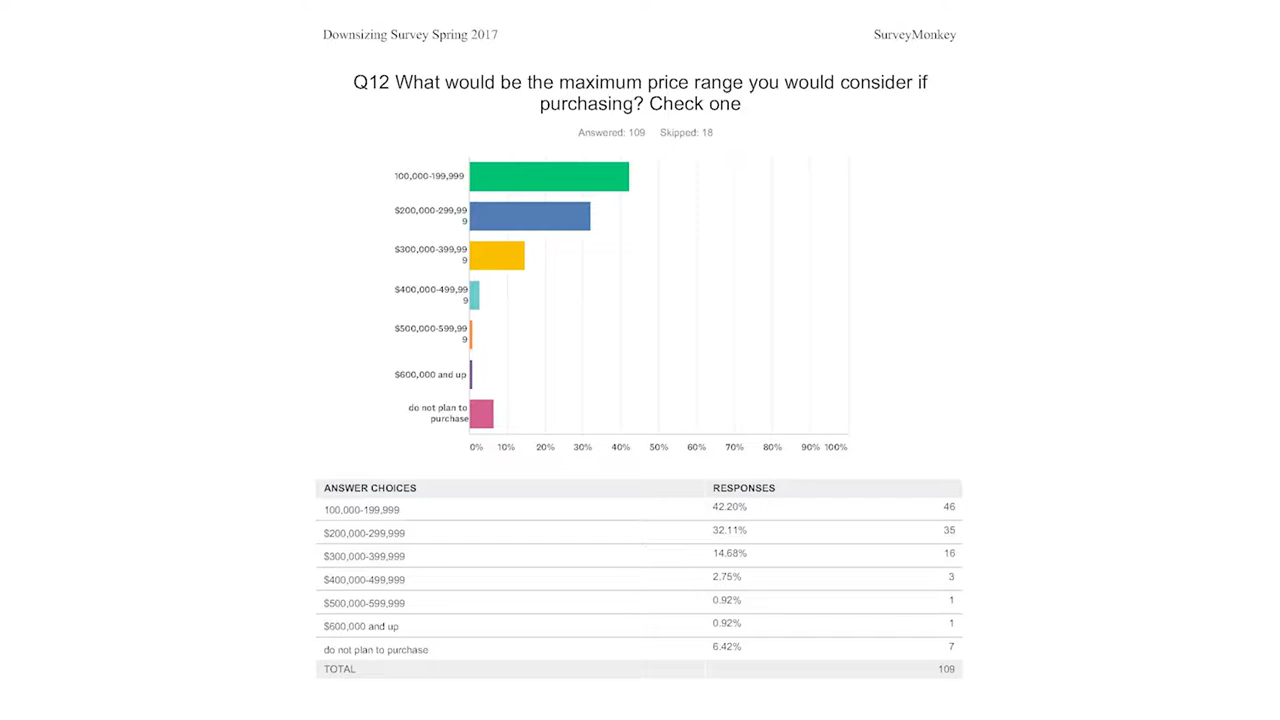 Downsizing Survey Spring 2017 SurveyMonkey
Q12 What would be the maximum price range you would consider if
purchasing? Check one
Answered: 109 Skipped: 18
100,000-199,999
$200,000-299,99
9
$300,000-399,99
9
$400,000-499,99
9
$500,000-599,99
9
$600,000 and up
do not plan to
purchase
0% 10% 20% 30% 40% 50% 60% 70% 80% 90% 100%
ANSWER CHOICES RESPONSES
100,000-199,999 42.20% 46
$200,000-299,999 32.11% 35
$300,000-399,999 14.68% 16
$400,000-499,999 2.75% 3
$500,000-599,999 0.92% 1
$600,000 and up 0.92% 1
do not plan to purchase 6.42% 7
TOTAL 109